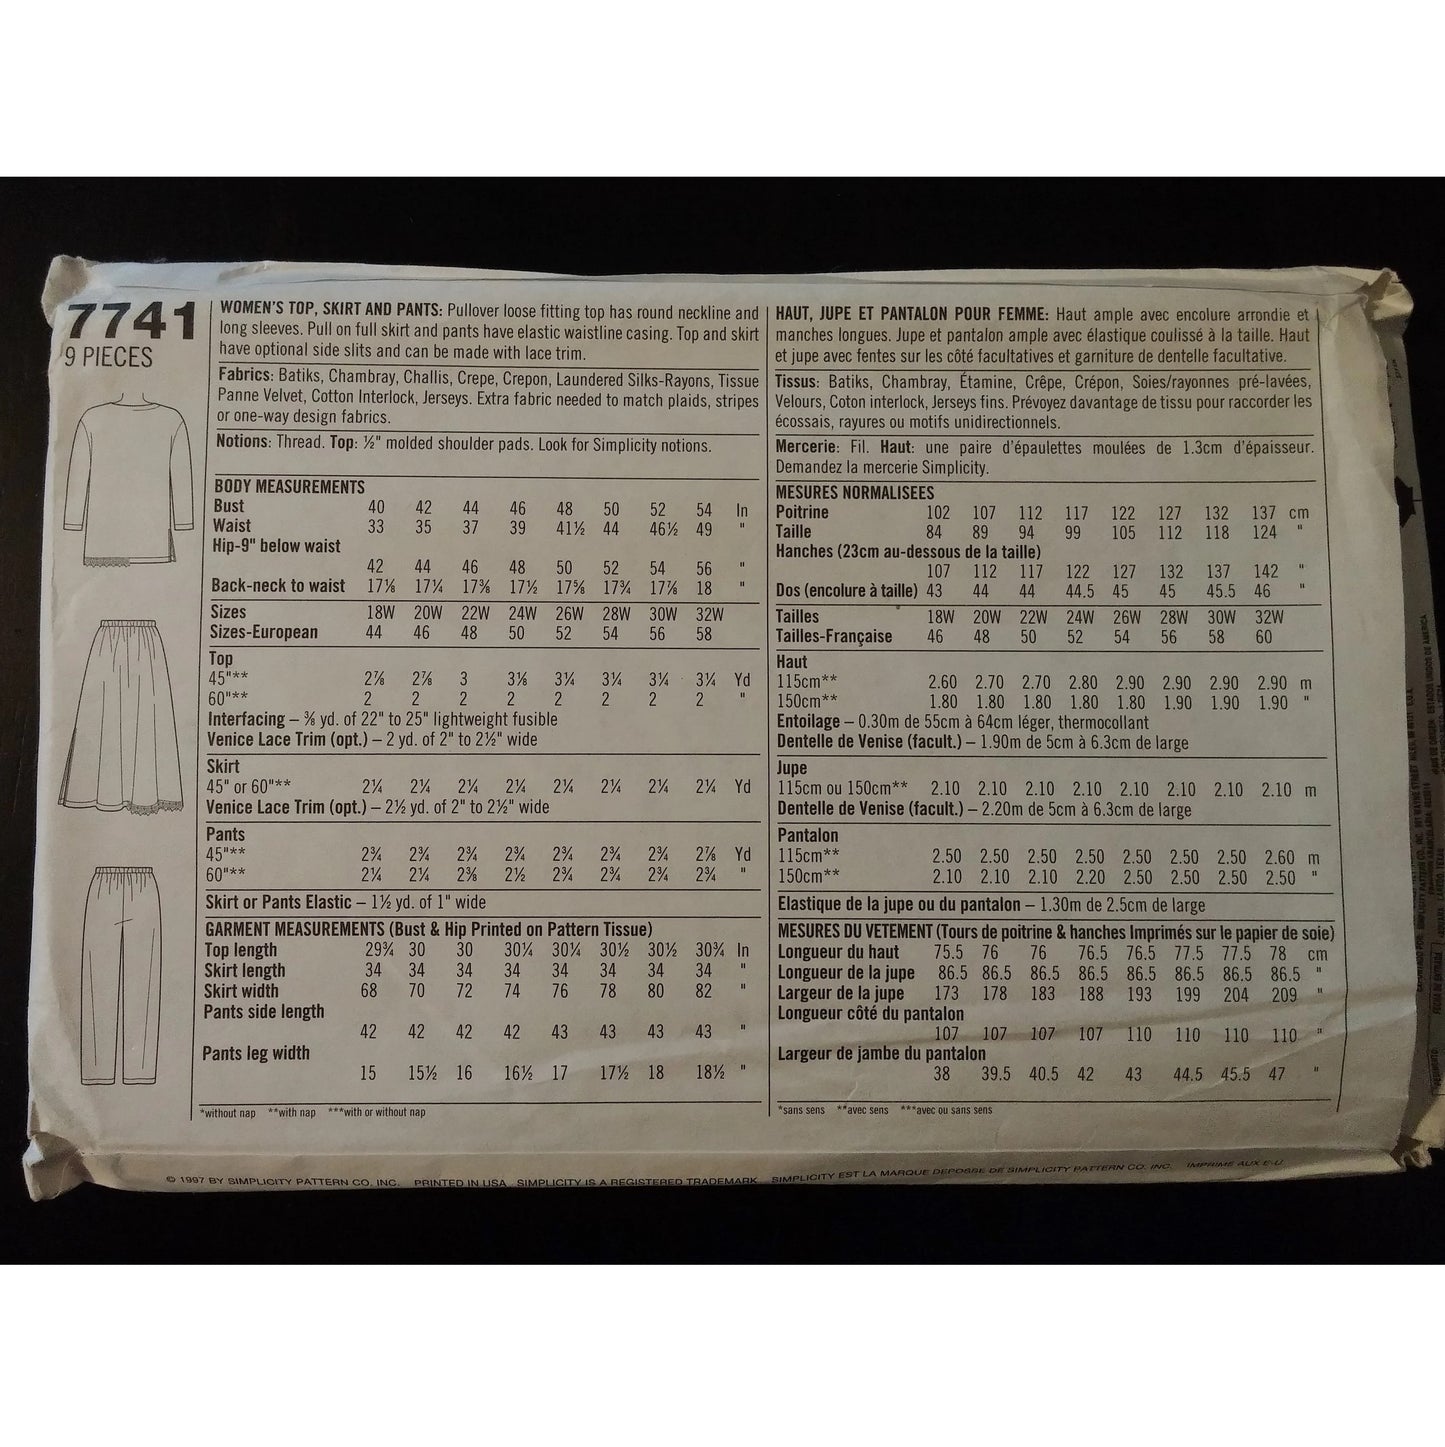 7741
9 PIECES
WOMEN'S TOP, SKIRT AND PANTS: Pullover loose fitting top has round neckline and
long sleeves. Pull on full skirt and pants have elastic waistline casing. Top and skirt
have optional side slits and can be made with lace trim.
Fabrics: Batiks, Chambray, Challis, Crepe, Crepon, Laundered Silks-Rayons, Tissue
Panne Velvet, Cotton Interlock, Jerseys. Extra fabric needed to match plaids, stripes
or one-way design fabrics.
Notions: Thread. Top: ½" molded shoulder pads. Look for Simplicity notions.
BODY MEASUREMENTS
Bust 40 42 44 46 48 50 52 54 In
Waist 33 35 37 39 41½ 44 46½ 49 "
Hip-9" below waist
42 44 46 48 50 52 54 56 "
Back-neck to waist 17⅛ 17¼ 17⅜ 17½ 17⅝ 17¾ 17⅞ 18 "
Sizes 18W 20W 22W 24W 26W 28W 30W 32W
Sizes-European 44 46 48 50 52 54 56 58
Top
45"** 2⅞ 2⅞ 3 3⅛ 3¼ 3¼ 3¼ 3¼ Yd
60"** 2 2 2 2 2 2 2 2 "
Interfacing – ⅜ yd. of 22" to 25" lightweight fusible
Venice Lace Trim (opt.) – 2 yd. of 2" to 2½" wide
Skirt
45" or 60"** 2¼ 2¼ 2¼ 2¼ 2¼ 2¼ 2¼ 2¼ Yd
Venice Lace Trim (opt.) – 2½ yd. of 2" to 2½" wide
Pants
45"** 2¾ 2¾ 2¾ 2¾ 2¾ 2¾ 2¾ 2⅞ Yd
60"** 2¼ 2¼ 2⅜ 2½ 2¾ 2¾ 2¾ 2¾ "
Skirt or Pants Elastic – 1½ yd. of 1" wide
GARMENT MEASUREMENTS (Bust & Hip Printed on Pattern Tissue)
Top length 29¾ 30 30 30¼ 30¼ 30½ 30½ 30¾ In
Skirt length 34 34 34 34 34 34 34 34 "
Skirt width 68 70 72 74 76 78 80 82 "
Pants side length
42 42 42 42 43 43 43 43 "
Pants leg width
15 15½ 16 16½ 17 17½ 18 18½ "
*without nap **with nap ***with or without nap
HAUT, JUPE ET PANTALON POUR FEMME: Haut ample avec encolure arrondie et
manches longues. Jupe et pantalon ample avec élastique coulissé à la taille. Haut
et jupe avec fentes sur les côté facultatives et garniture de dentelle facultative.
Tissus: Batiks, Chambray, Étamine, Crêpe, Crépon, Soies/rayonnes pré-lavées,
Velours, Coton interlock, Jerseys fins. Prévoyez davantage de tissu pour raccorder les
écossais, rayures ou motifs unidirectionnels.
Mercerie: Fil. Haut: une paire d'épaulettes moulées de 1.3cm d'épaisseur.
Demandez la mercerie Simplicity.
MESURES NORMALISEES
Poitrine 102 107 112 117 122 127 132 137 cm
Taille 84 89 94 99 105 112 118 124 "
Hanches (23cm au-dessous de la taille)
107 112 117 122 127 132 137 142 "
Dos (encolure à taille) 43 44 44 44.5 45 45 45.5 46 "
Tailles 18W 20W 22W 24W 26W 28W 30W 32W
Tailles-Française 46 48 50 52 54 56 58 60
Haut
115cm** 2.60 2.70 2.70 2.80 2.90 2.90 2.90 2.90 m
150cm** 1.80 1.80 1.80 1.80 1.80 1.90 1.90 1.90 "
Entoilage – 0.30m de 55cm à 64cm léger, thermocollant
Dentelle de Venise (facult.) – 1.90m de 5cm à 6.3cm de large
Jupe
115cm ou 150cm** 2.10 2.10 2.10 2.10 2.10 2.10 2.10 2.10 m
Dentelle de Venise (facult.) – 2.20m de 5cm à 6.3cm de large
Pantalon
115cm** 2.50 2.50 2.50 2.50 2.50 2.50 2.50 2.60 m
150cm** 2.10 2.10 2.10 2.20 2.50 2.50 2.50 2.50 "
Elastique de la jupe ou du pantalon – 1.30m de 2.5cm de large
MESURES DU VETEMENT (Tours de poitrine & hanches Imprimés sur le papier de soie)
Longueur du haut 75.5 76 76 76.5 76.5 77.5 77.5 78 cm
Longueur de la jupe 86.5 86.5 86.5 86.5 86.5 86.5 86.5 86.5 "
Largeur de la jupe 173 178 183 188 193 199 204 209 "
Longueur côté du pantalon
107 107 107 107 110 110 110 110 "
Largeur de jambe du pantalon
38 39.5 40.5 42 43 44.5 45.5 47 "
*sans sens **avec sens ***avec ou sans sens
© 1997 BY SIMPLICITY PATTERN CO. INC. PRINTED IN USA SIMPLICITY IS A REGISTERED TRADEMARK SIMPLICITY EST LA MARQUE DEPOSEE DE SIMPLICITY PATTERN CO. INC. IMPRIME AUX E-U